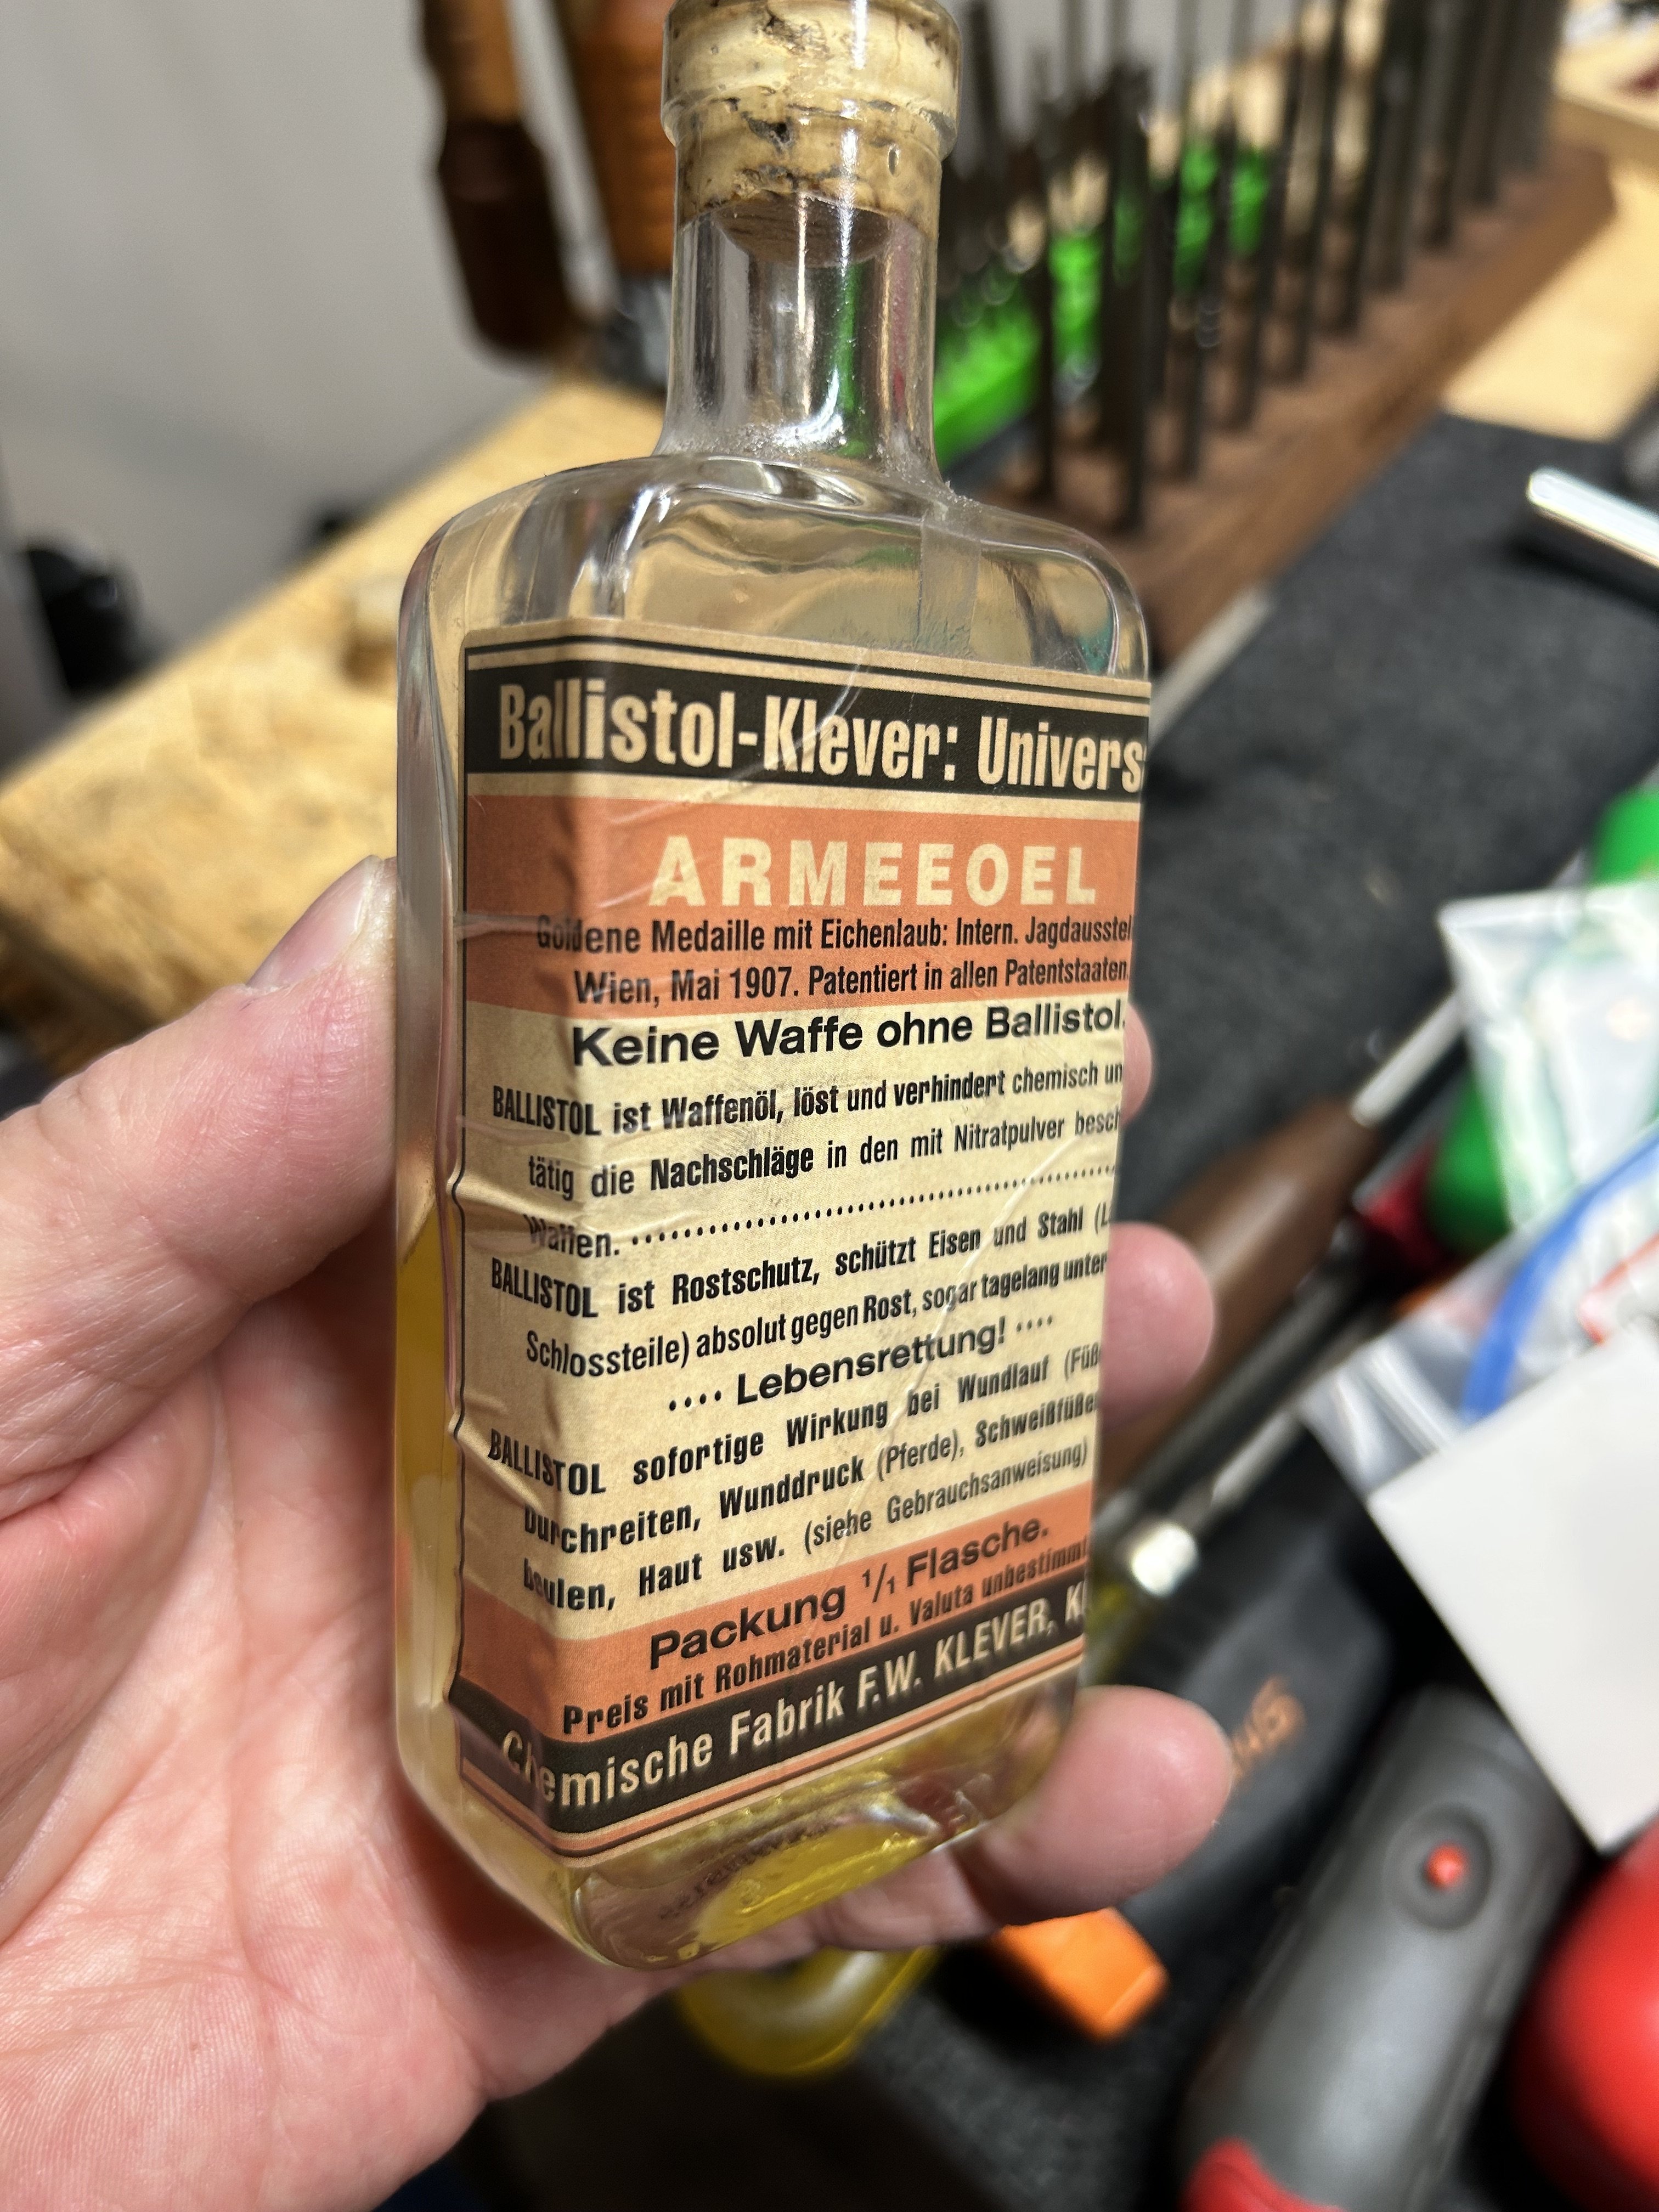 Ballistol-Klever: Univers
ARMEEOEL
Goldene Medaille mit Eichenlaub: Intern. Jagdausstel
Wien, Mai 1907. Patentiert in allen Patentstaaten.
Keine Waffe ohne Ballistol.
BALLISTOL ist Waffenöl, löst und verhindert chemisch un
tätig die Nachschläge in den mit Nitratpulver besch
Waffen. 
BALLISTOL ist Rostschutz, schützt Eisen und Stahl (L
Schlossteile) absolut gegen Rost, sogar tagelang unter
.... Lebensrettung! ....
BALLISTOL sofortige Wirkung bei Wundlauf (Füß
Durchreiten, Wunddruck (Pferde), Schweißfüße
beulen, Haut usw. (siehe Gebrauchsanweisung)
Packung 1/1 Flasche.
Preis mit Rohmaterial u. Valuta unbestimmt
Chemische Fabrik F.W. KLEVER, K